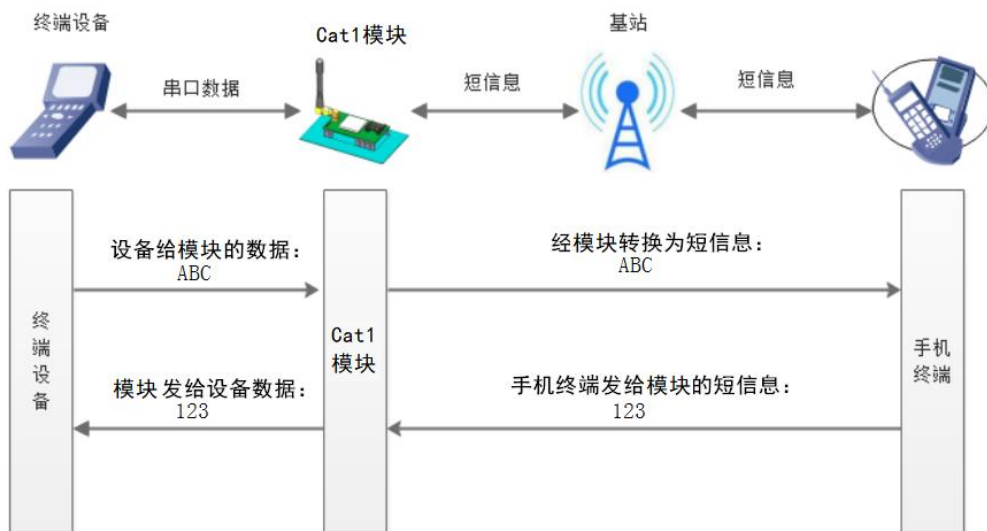 终端设备
Cat1模块
基站
串口数据
短信息
短信息
设备给模块的数据：
ABC
经模块转换为短信息：
ABC
终端设备
Cat1
模块
手机
终端
模块 发给设备数据：
123
手机终端发给模块的短信息：
123